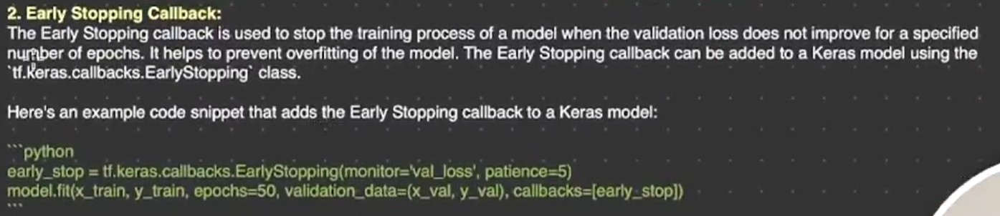 2. Early Stopping Callback:
The Early Stopping callback is used to stop the training process of a model when the validation loss does not improve for a specified
number of epochs. It helps to prevent overfitting of the model. The Early Stopping callback can be added to a Keras model using the
`tf.keras.callbacks.EarlyStopping` class.
Here's an example code snippet that adds the Early Stopping callback to a Keras model:
```python
early_stop = tf.keras.callbacks.EarlyStopping(monitor='val_loss', patience=5)
model.fit(x_train, y_train, epochs=50, validation_data=(x_val, y_val), callbacks=[early_stop])
```